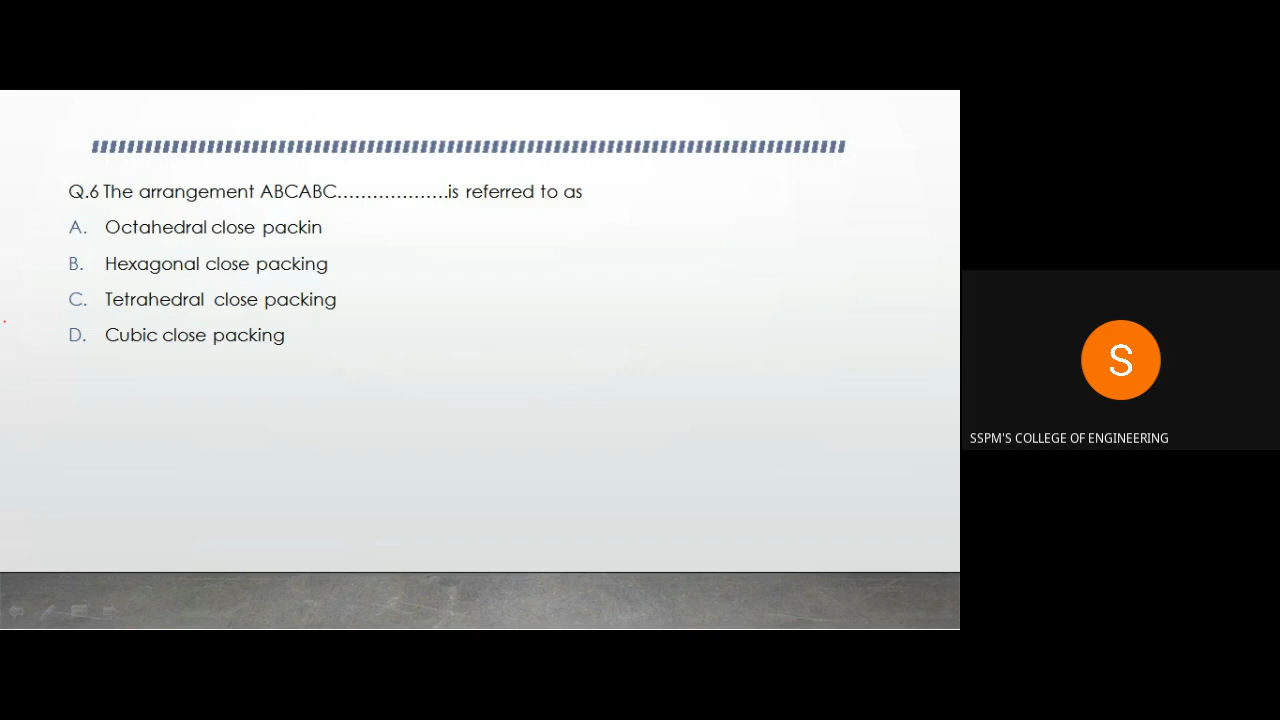 Q.6 The arrangement ABCABC...................is referred to as
A. Octahedral close packin
B. Hexagonal close packing
C. Tetrahedral close packing
D. Cubic close packing
S
SSPM'S COLLEGE OF ENGINEERING